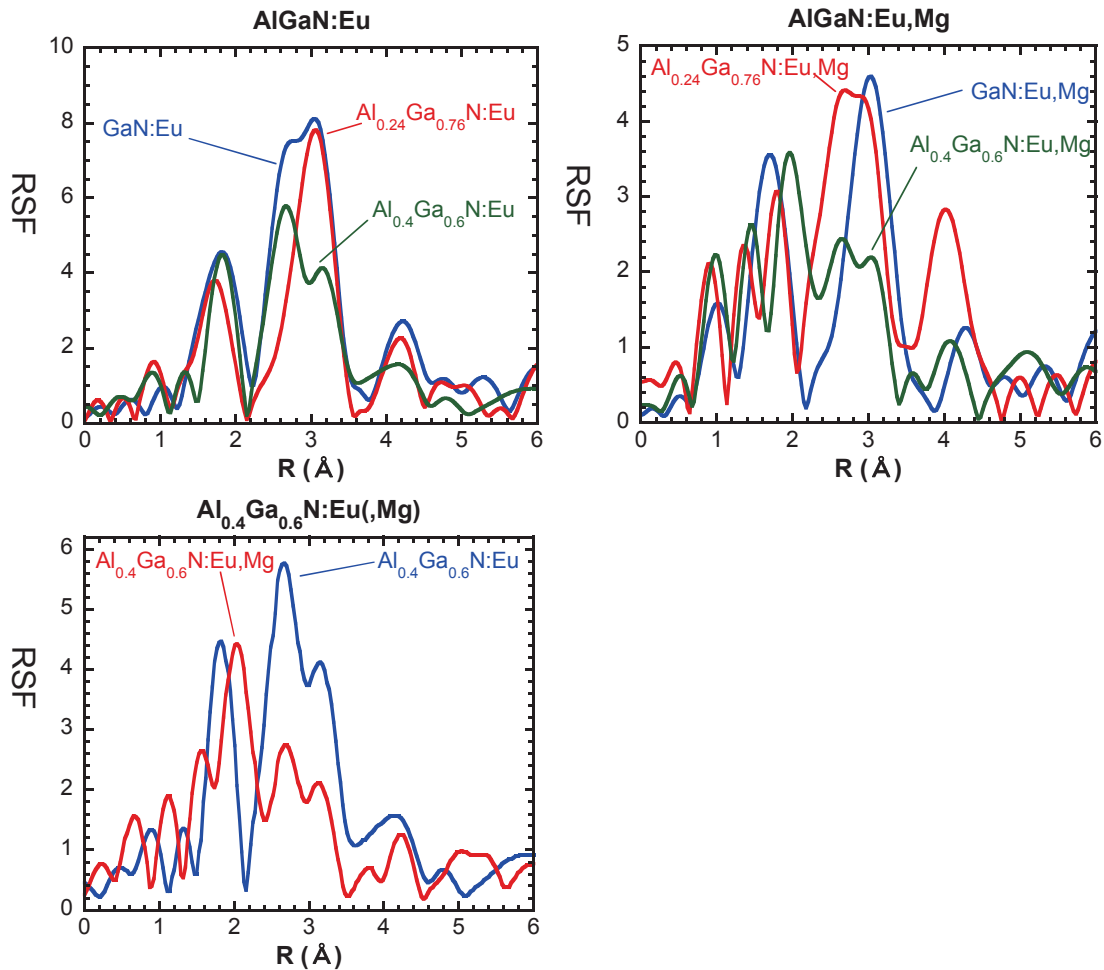 AlGaN:Eu
10
8
6
4
2
0
RSF
GaN:Eu
Al0.24Ga0.76N:Eu
Al0.4Ga0.6N:Eu
0 1 2 3 4 5 6
R (Å)
AlGaN:Eu,Mg
5
4
3
2
1
0
RSF
Al0.24Ga0.76N:Eu,Mg
GaN:Eu,Mg
Al0.4Ga0.6N:Eu,Mg
0 1 2 3 4 5 6
R (Å)
Al0.4Ga0.6N:Eu(,Mg)
6
5
4
3
2
1
0
RSF
Al0.4Ga0.6N:Eu,Mg
Al0.4Ga0.6N:Eu
0 1 2 3 4 5 6
R (Å)